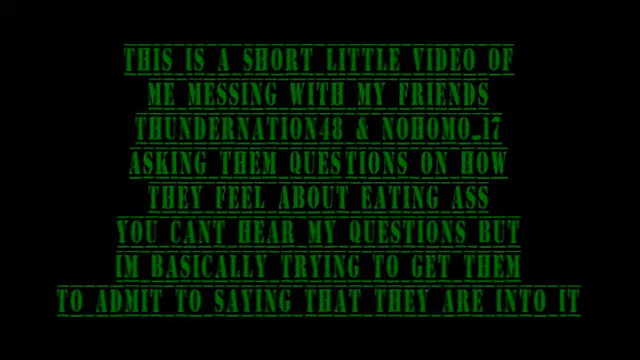 THIS IS A SHORT LITTLE VIDEO OF
ME MESSING WITH MY FRIENDS
THUNDERNATION48 & NOHOMO_17
ASKING THEM QUESTIONS ON HOW
THEY FEEL ABOUT EATING ASS
YOU CANT HEAR MY QUESTIONS BUT
IM BASICALLY TRYING TO GET THEM
TO ADMIT TO SAYING THAT THEY ARE INTO IT